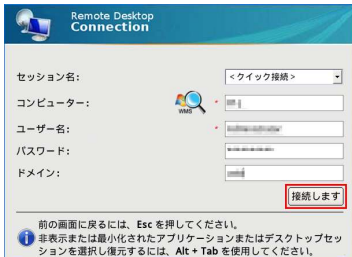 Remote Desktop
Connection
セッション名:
<クイック接続>
コンピューター:
WMS
*
ユーザー名:
*
パスワード:
ドメイン:
接続します
前の画面に戻るには、Esc を押してください。
非表示または最小化されたアプリケーションまたはデスクトップセッ
ションを選択し復元するには、Alt + Tab を使用してください。